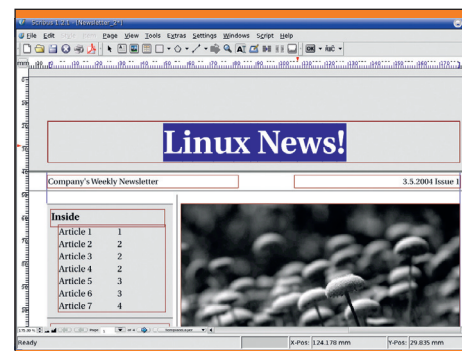 Scribus 1.2.1 - [Newsletter_2*]
File Edit Page View Tools Extras Settings Windows Script Help
mm
Linux News!
Company's Weekly Newsletter
3.5.2004 Issue 1
Inside
Article 1 1
Article 2 2
Article 3 2
Article 4 2
Article 5 3
Article 6 3
Article 7 4
Ready
X-Pos: 124.178 mm
Y-Pos: 29.835 mm